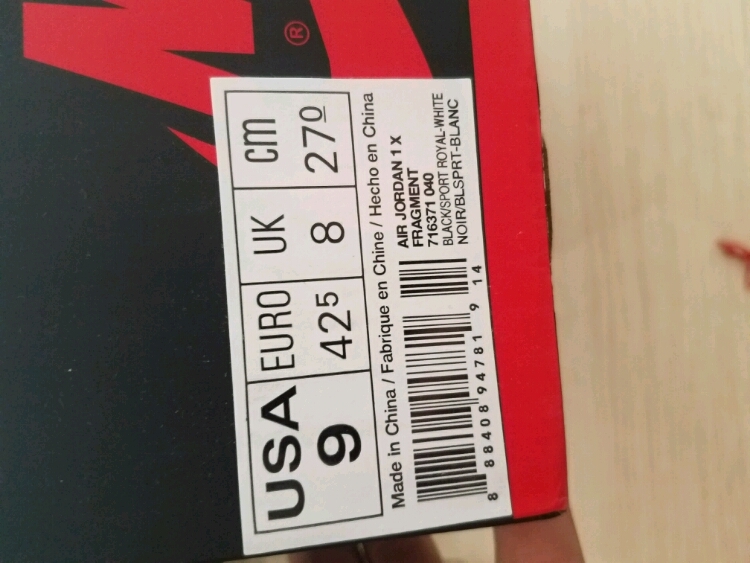 ®
USA EURO UK cm
9 42⁵ 8 27⁰
Made in China / Fabrique en Chine / Hecho en China
AIR JORDAN 1 X
FRAGMENT
716371 040
BLACK/SPORT ROYAL-WHITE
NOIR/BLSPRT-BLANC
8 88408 94781 9 14